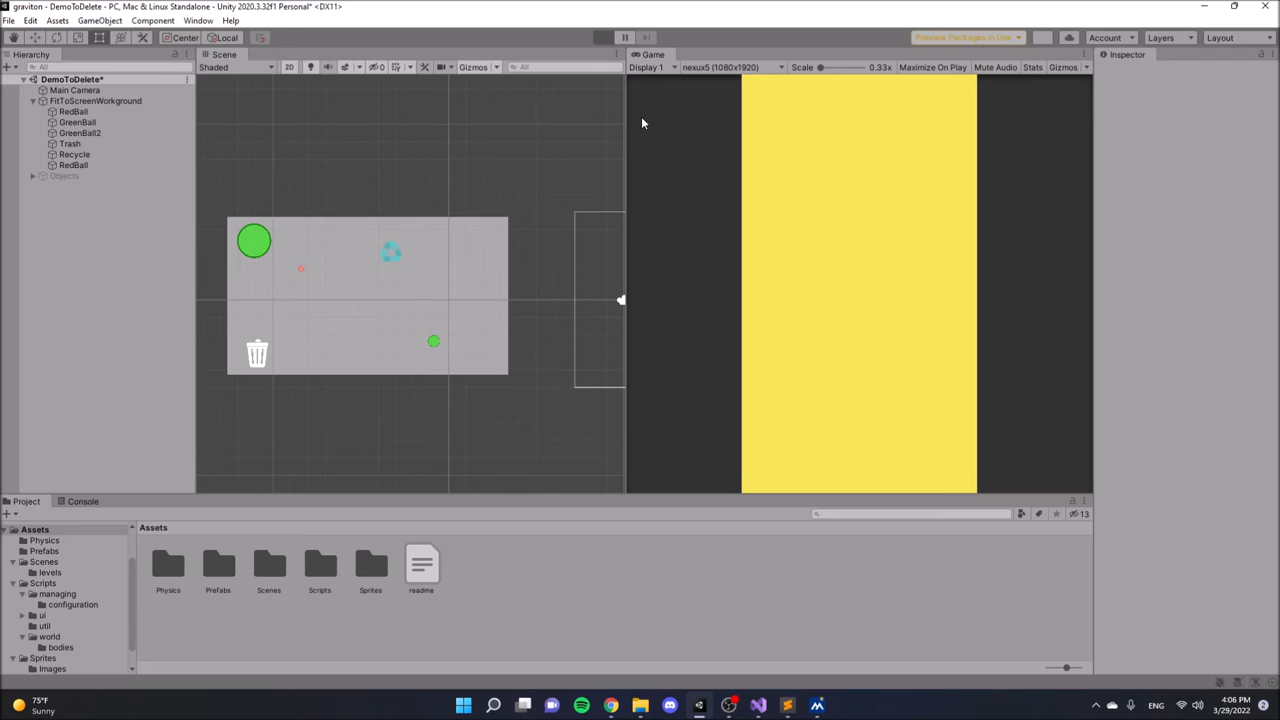 graviton - DemoToDelete - PC, Mac & Linux Standalone - Unity 2020.3.32f1 Personal* <DX11>
File Edit Assets GameObject Component Window Help
Center Local Preview Packages in Use Account Layers Layout
Hierarchy
All
DemoToDelete*
Main Camera
FitToScreenWorkground
RedBall
GreenBall
GreenBall2
Trash
Recycle
RedBall
Objects
Scene
Shaded 2D 0 Gizmos All
Game
Display 1 nexus5 (1080x1920) Scale 0.33x Maximize On Play Mute Audio Stats Gizmos
Inspector
Project Console
13
Assets
Physics
Prefabs
Scenes
levels
Scripts
managing
configuration
ui
util
world
bodies
Sprites
Images
Assets
Physics Prefabs Scenes Scripts Sprites readme
75°F
Sunny
ENG
4:06 PM
3/29/2022